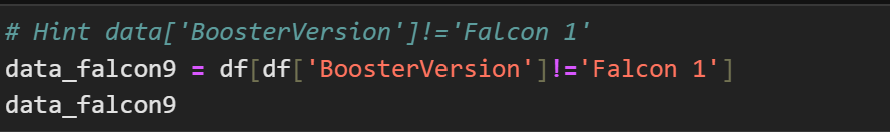 # Hint data['BoosterVersion']!='Falcon 1'
data_falcon9 = df[df['BoosterVersion']!='Falcon 1']
data_falcon9